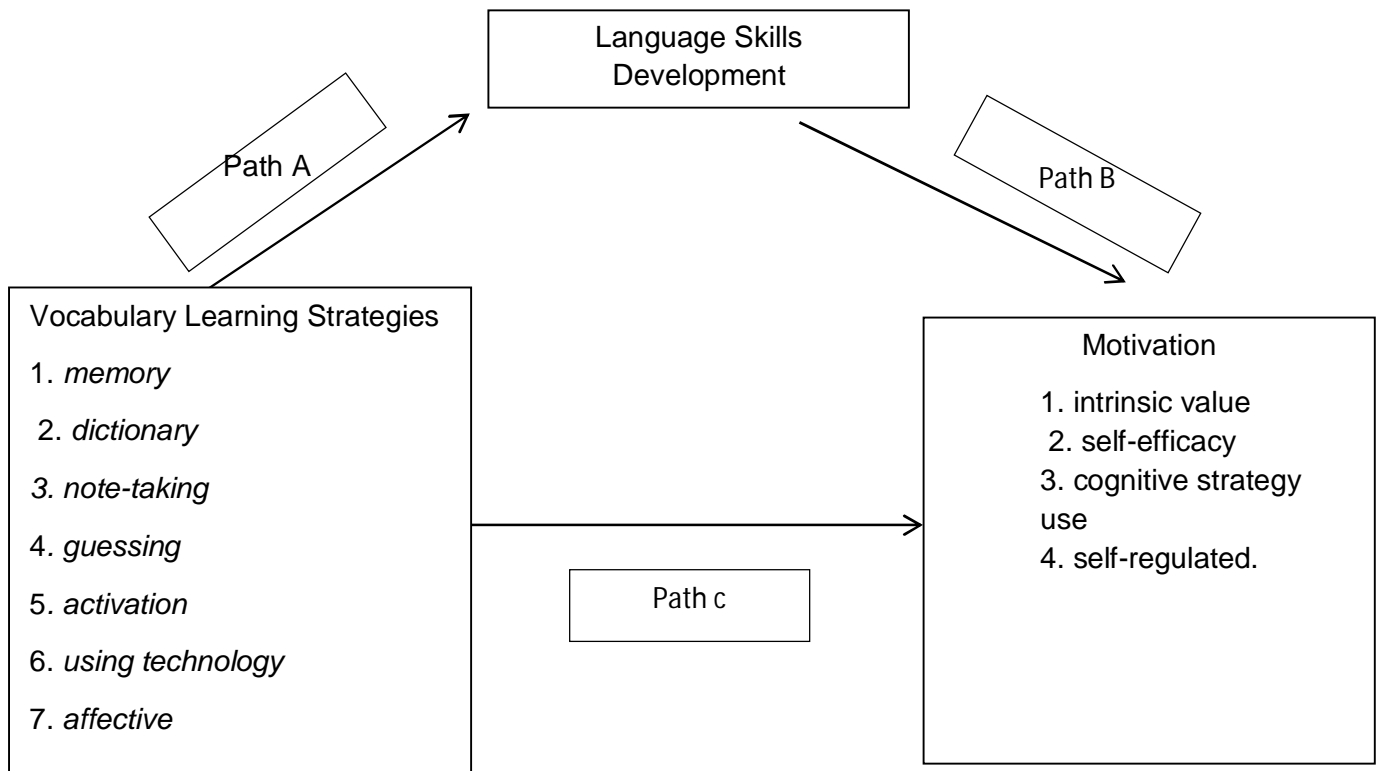 Language Skills
Development
Path A
Path B
Vocabulary Learning Strategies
1. memory
2. dictionary
3. note-taking
4. guessing
5. activation
6. using technology
7. affective
Motivation
1. intrinsic value
2. self-efficacy
3. cognitive strategy
use
4. self-regulated.
Path c